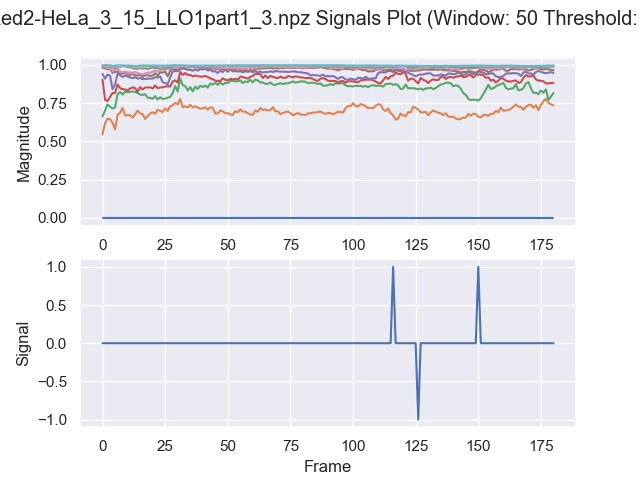 ked2-HeLa_3_15_LLO1part1_3.npz Signals Plot (Window: 50 Threshold:
1.00
0.75
0.50
0.25
0.00
Magnitude
0 25 50 75 100 125 150 175
1.0
0.5
0.0
−0.5
−1.0
Signal
0 25 50 75 100 125 150 175
Frame